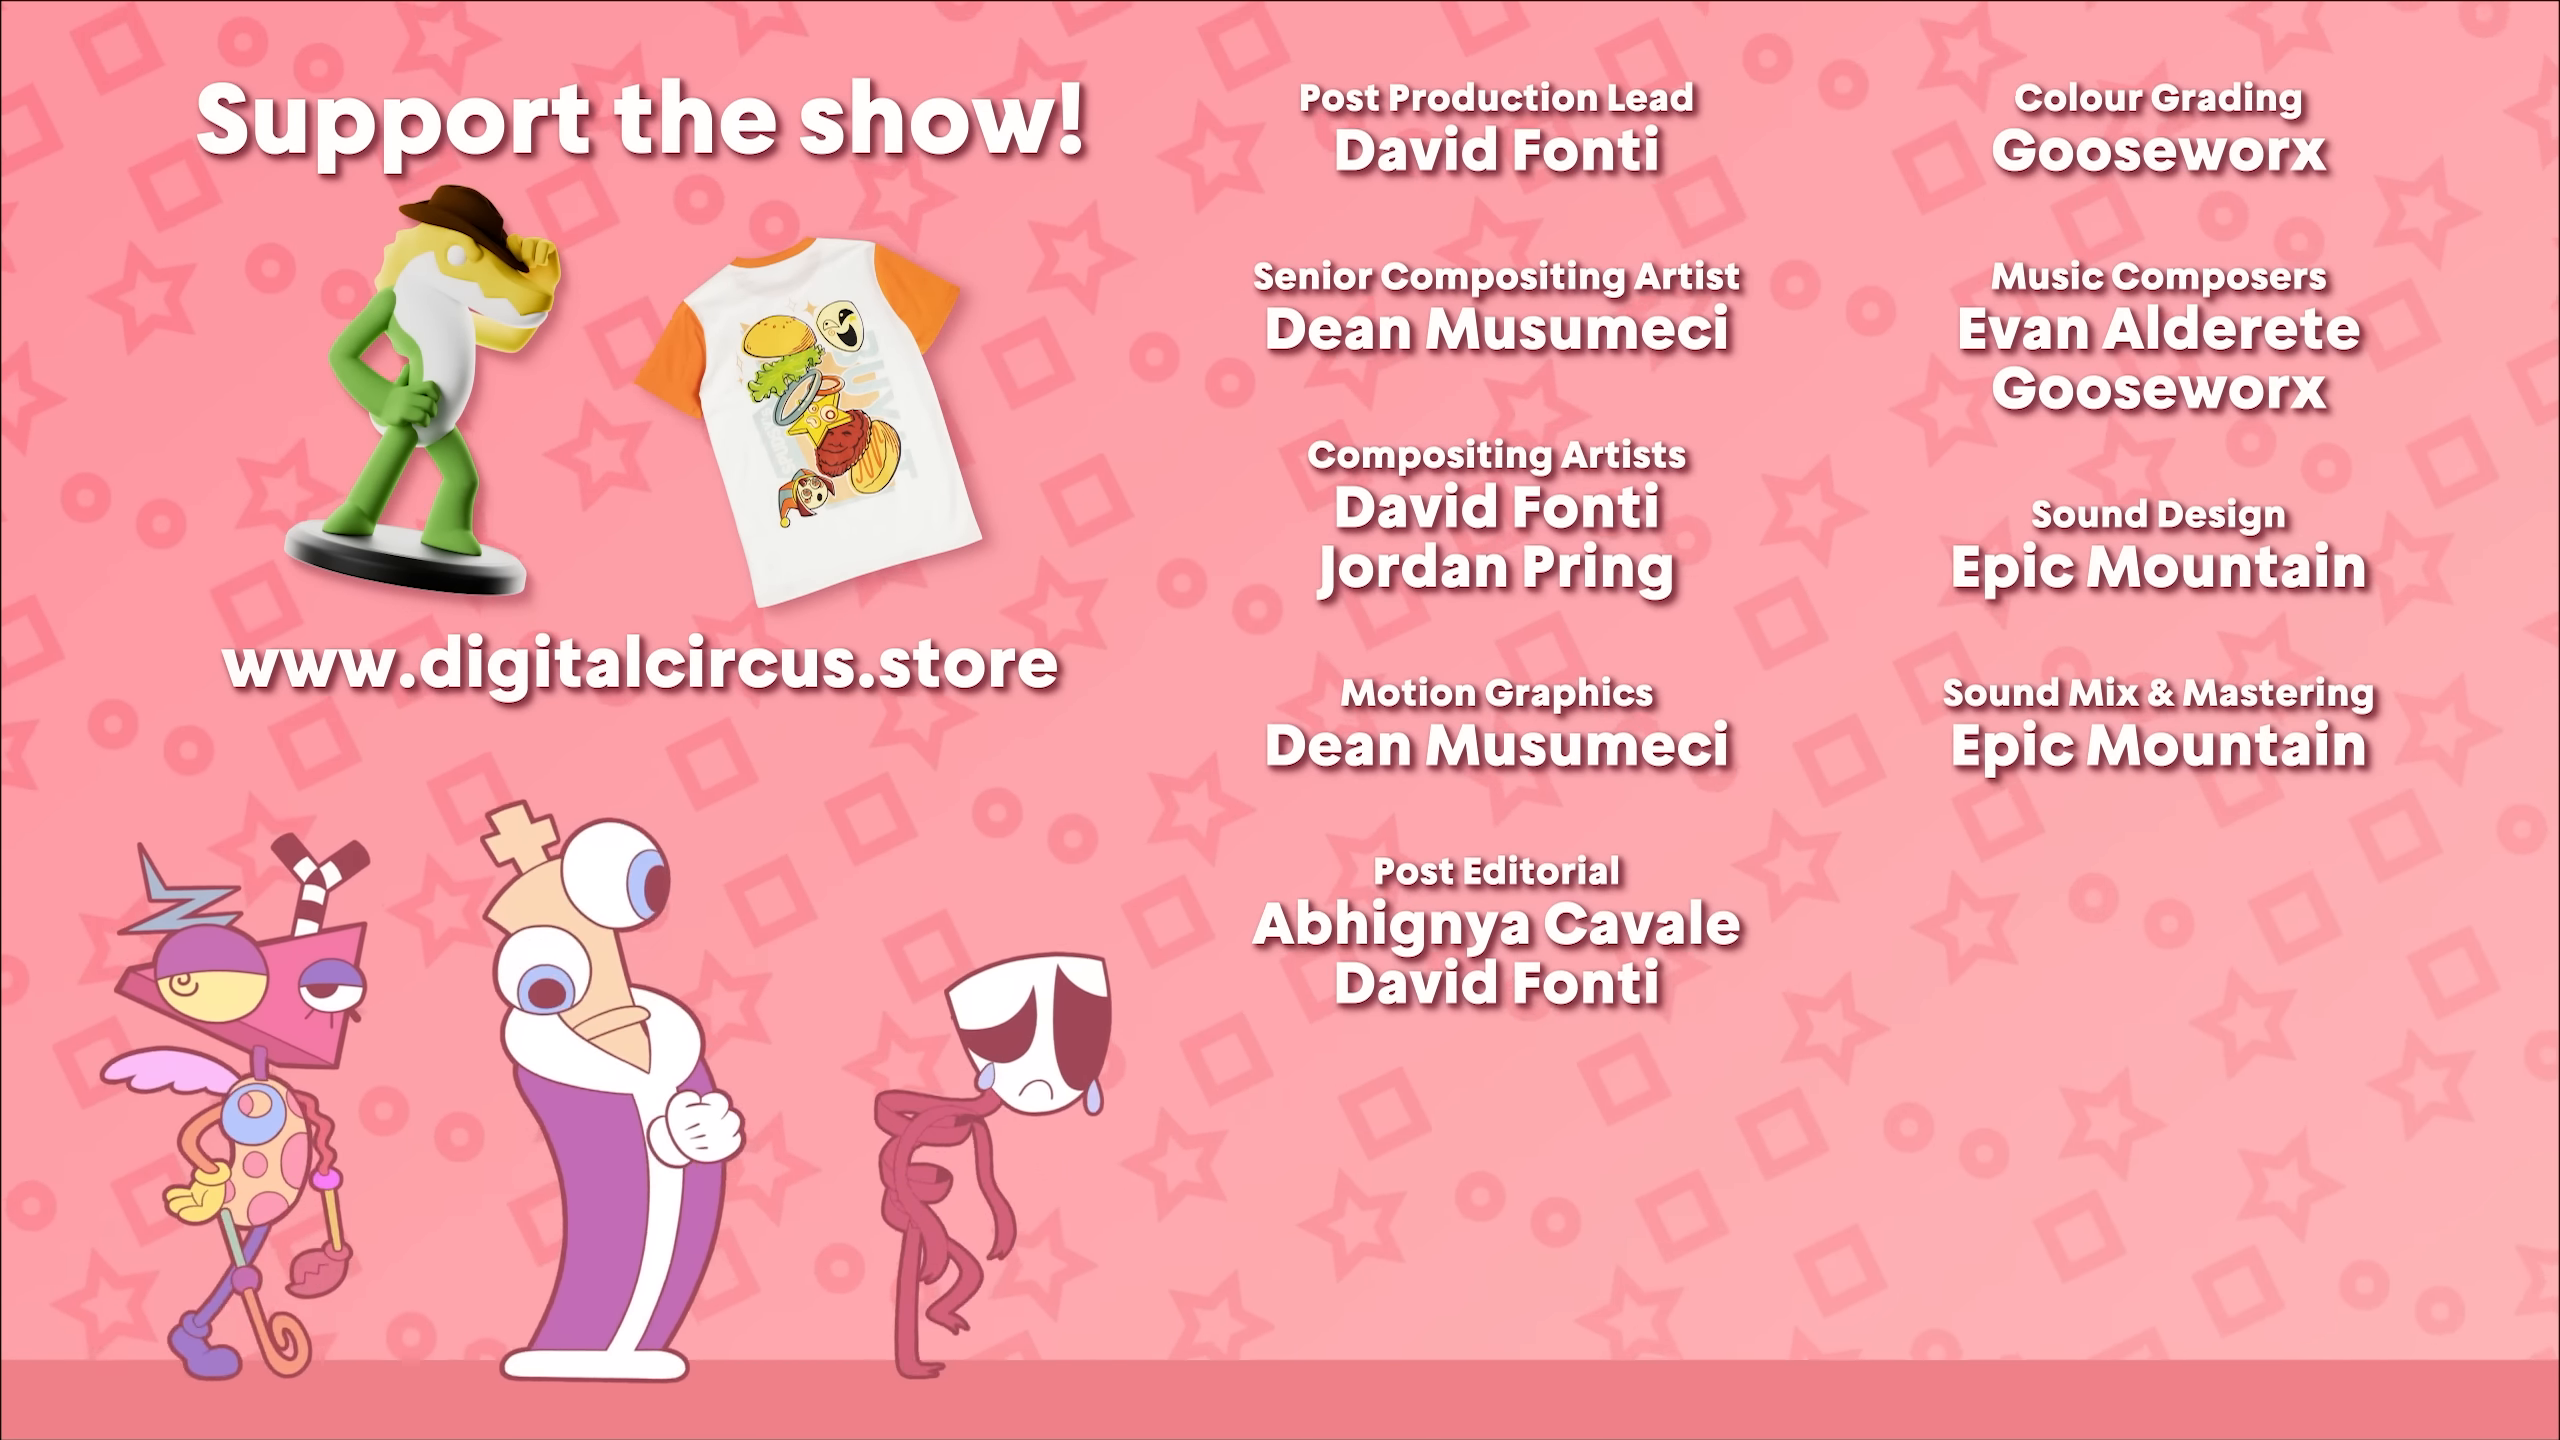 Support the show!
www.digitalcircus.store
Post Production Lead
David Fonti
Senior Compositing Artist
Dean Musumeci
Compositing Artists
David Fonti
Jordan Pring
Motion Graphics
Dean Musumeci
Post Editorial
Abhignya Cavale
David Fonti
Colour Grading
Gooseworx
Music Composers
Evan Alderete
Gooseworx
Sound Design
Epic Mountain
Sound Mix & Mastering
Epic Mountain